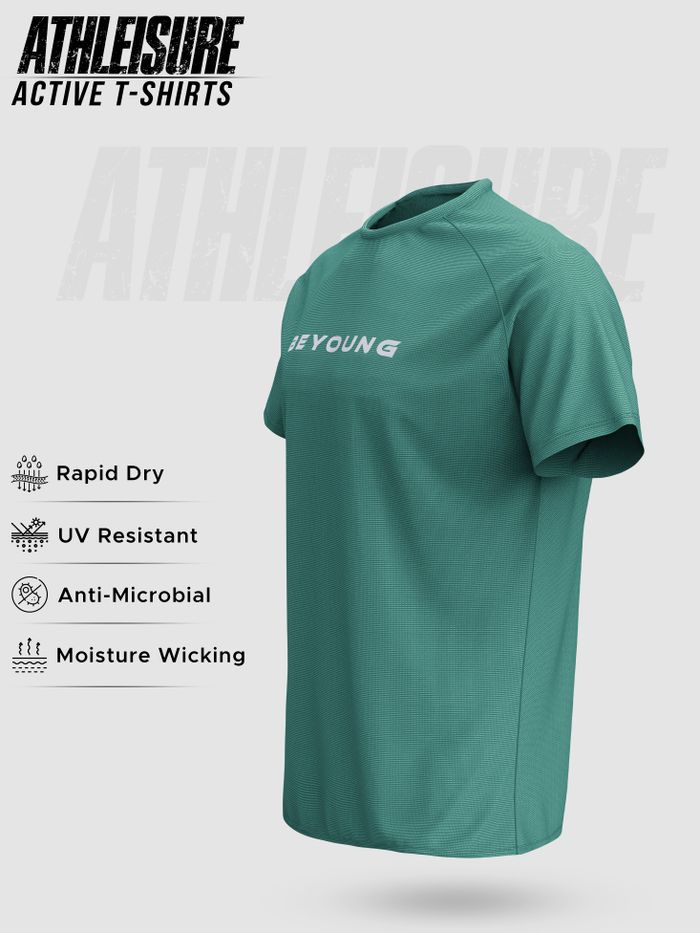 ATHLEISURE
ACTIVE T-SHIRTS
ATHLEISURE
BEYOUNG
Rapid Dry
UV Resistant
Anti-Microbial
Moisture Wicking